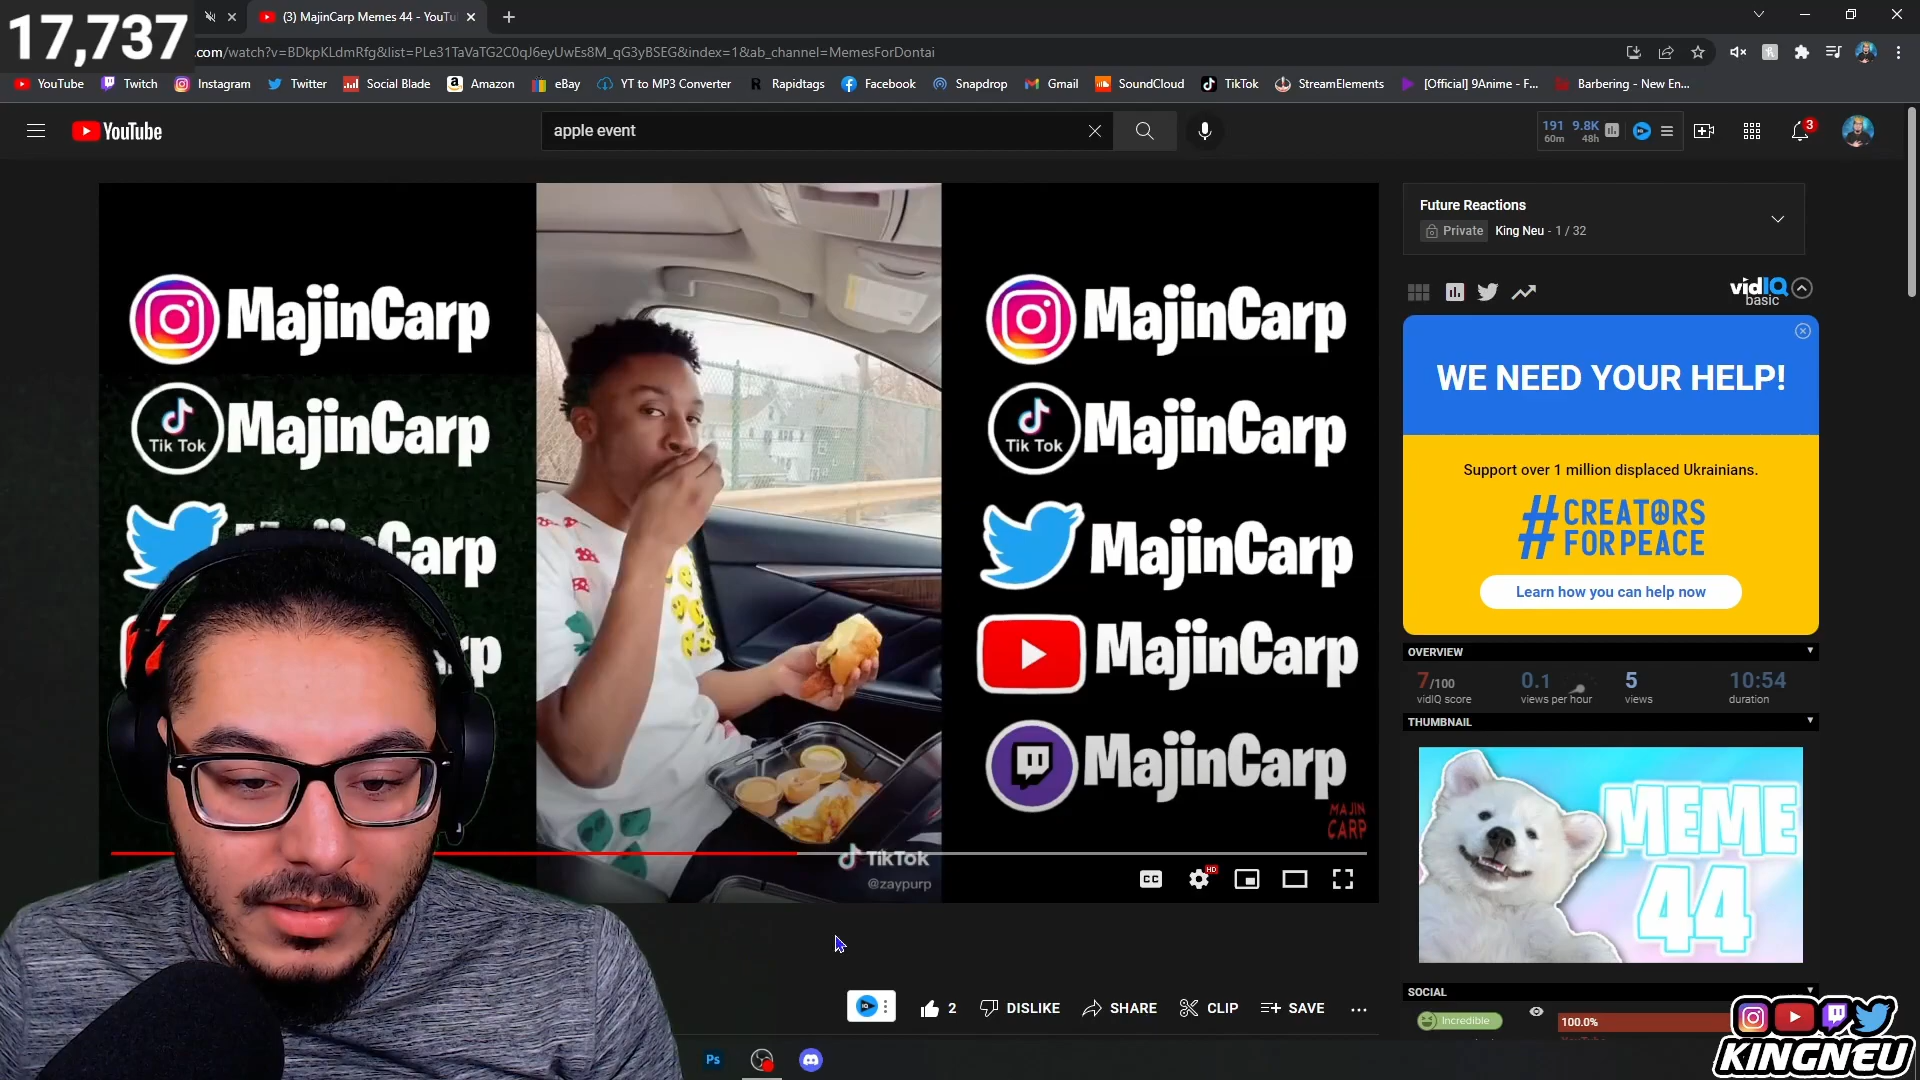 17,737
(3) MajinCarp Memes 44 - YouTu
.com/watch?v=BDkpKLdmRfg&list=PLe31TaVaTG2C0qJ6eyUwEs8M_qG3yBSEG&index=1&ab_channel=MemesForDontai
YouTube Twitch Instagram Twitter Social Blade Amazon eBay YT to MP3 Converter Rapidtags Facebook Snapdrop Gmail SoundCloud TikTok StreamElements [Official] 9Anime - F... Barbering - New En...
YouTube
apple event
191 9.8K
60m 48h
3
Future Reactions
Private King Neu - 1 / 32
vidIQ
basic
WE NEED YOUR HELP!
Support over 1 million displaced Ukrainians.
#CREATORS
FORPEACE
Learn how you can help now
MajinCarp
Tik Tok MajinCarp
Carp
rp
MajinCarp
Tik Tok MajinCarp
MajinCarp
MajinCarp
MajinCarp
MAJIN
CARP
TikTok
@zaypurp
CC HD
OVERVIEW
7/100 0.1 5 10:54
vidIQ score views per hour views duration
THUMBNAIL
MEME
44
2 DISLIKE SHARE CLIP SAVE ...
SOCIAL
Incredible 100.0%
Ps
KINGNEU